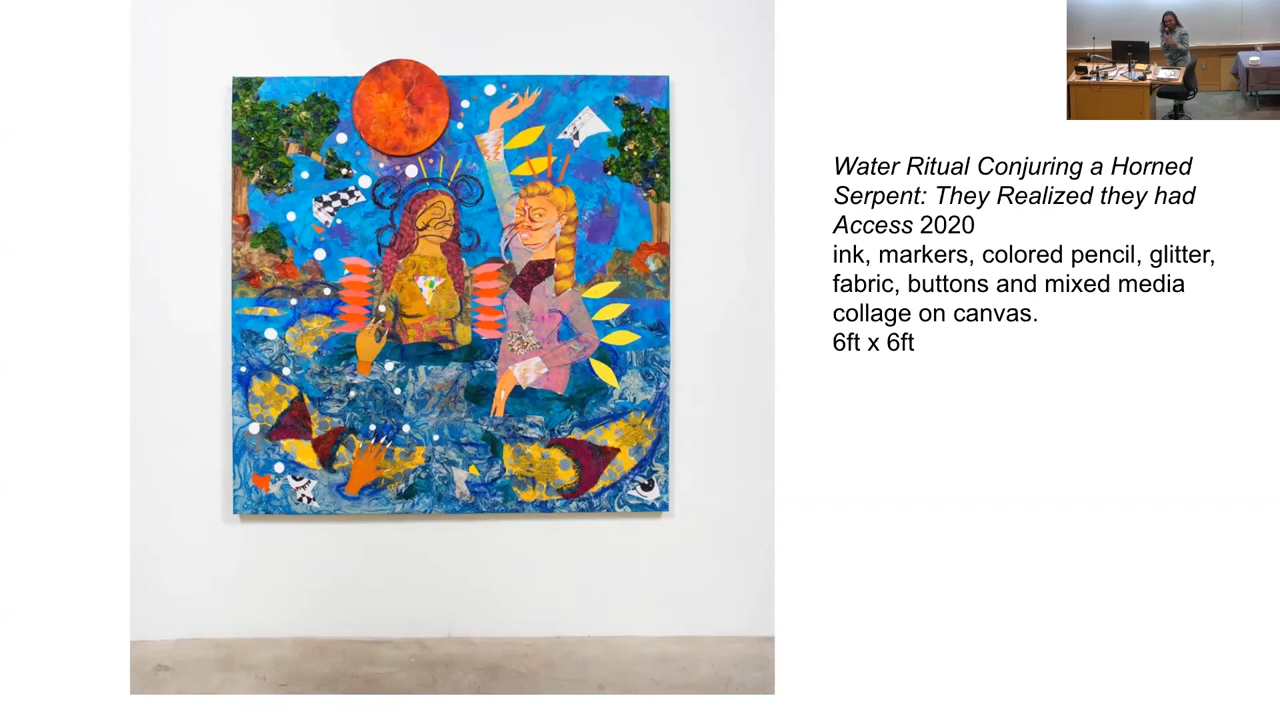 Water Ritual Conjuring a Horned
Serpent: They Realized they had
Access 2020
ink, markers, colored pencil, glitter,
fabric, buttons and mixed media
collage on canvas.
6ft x 6ft